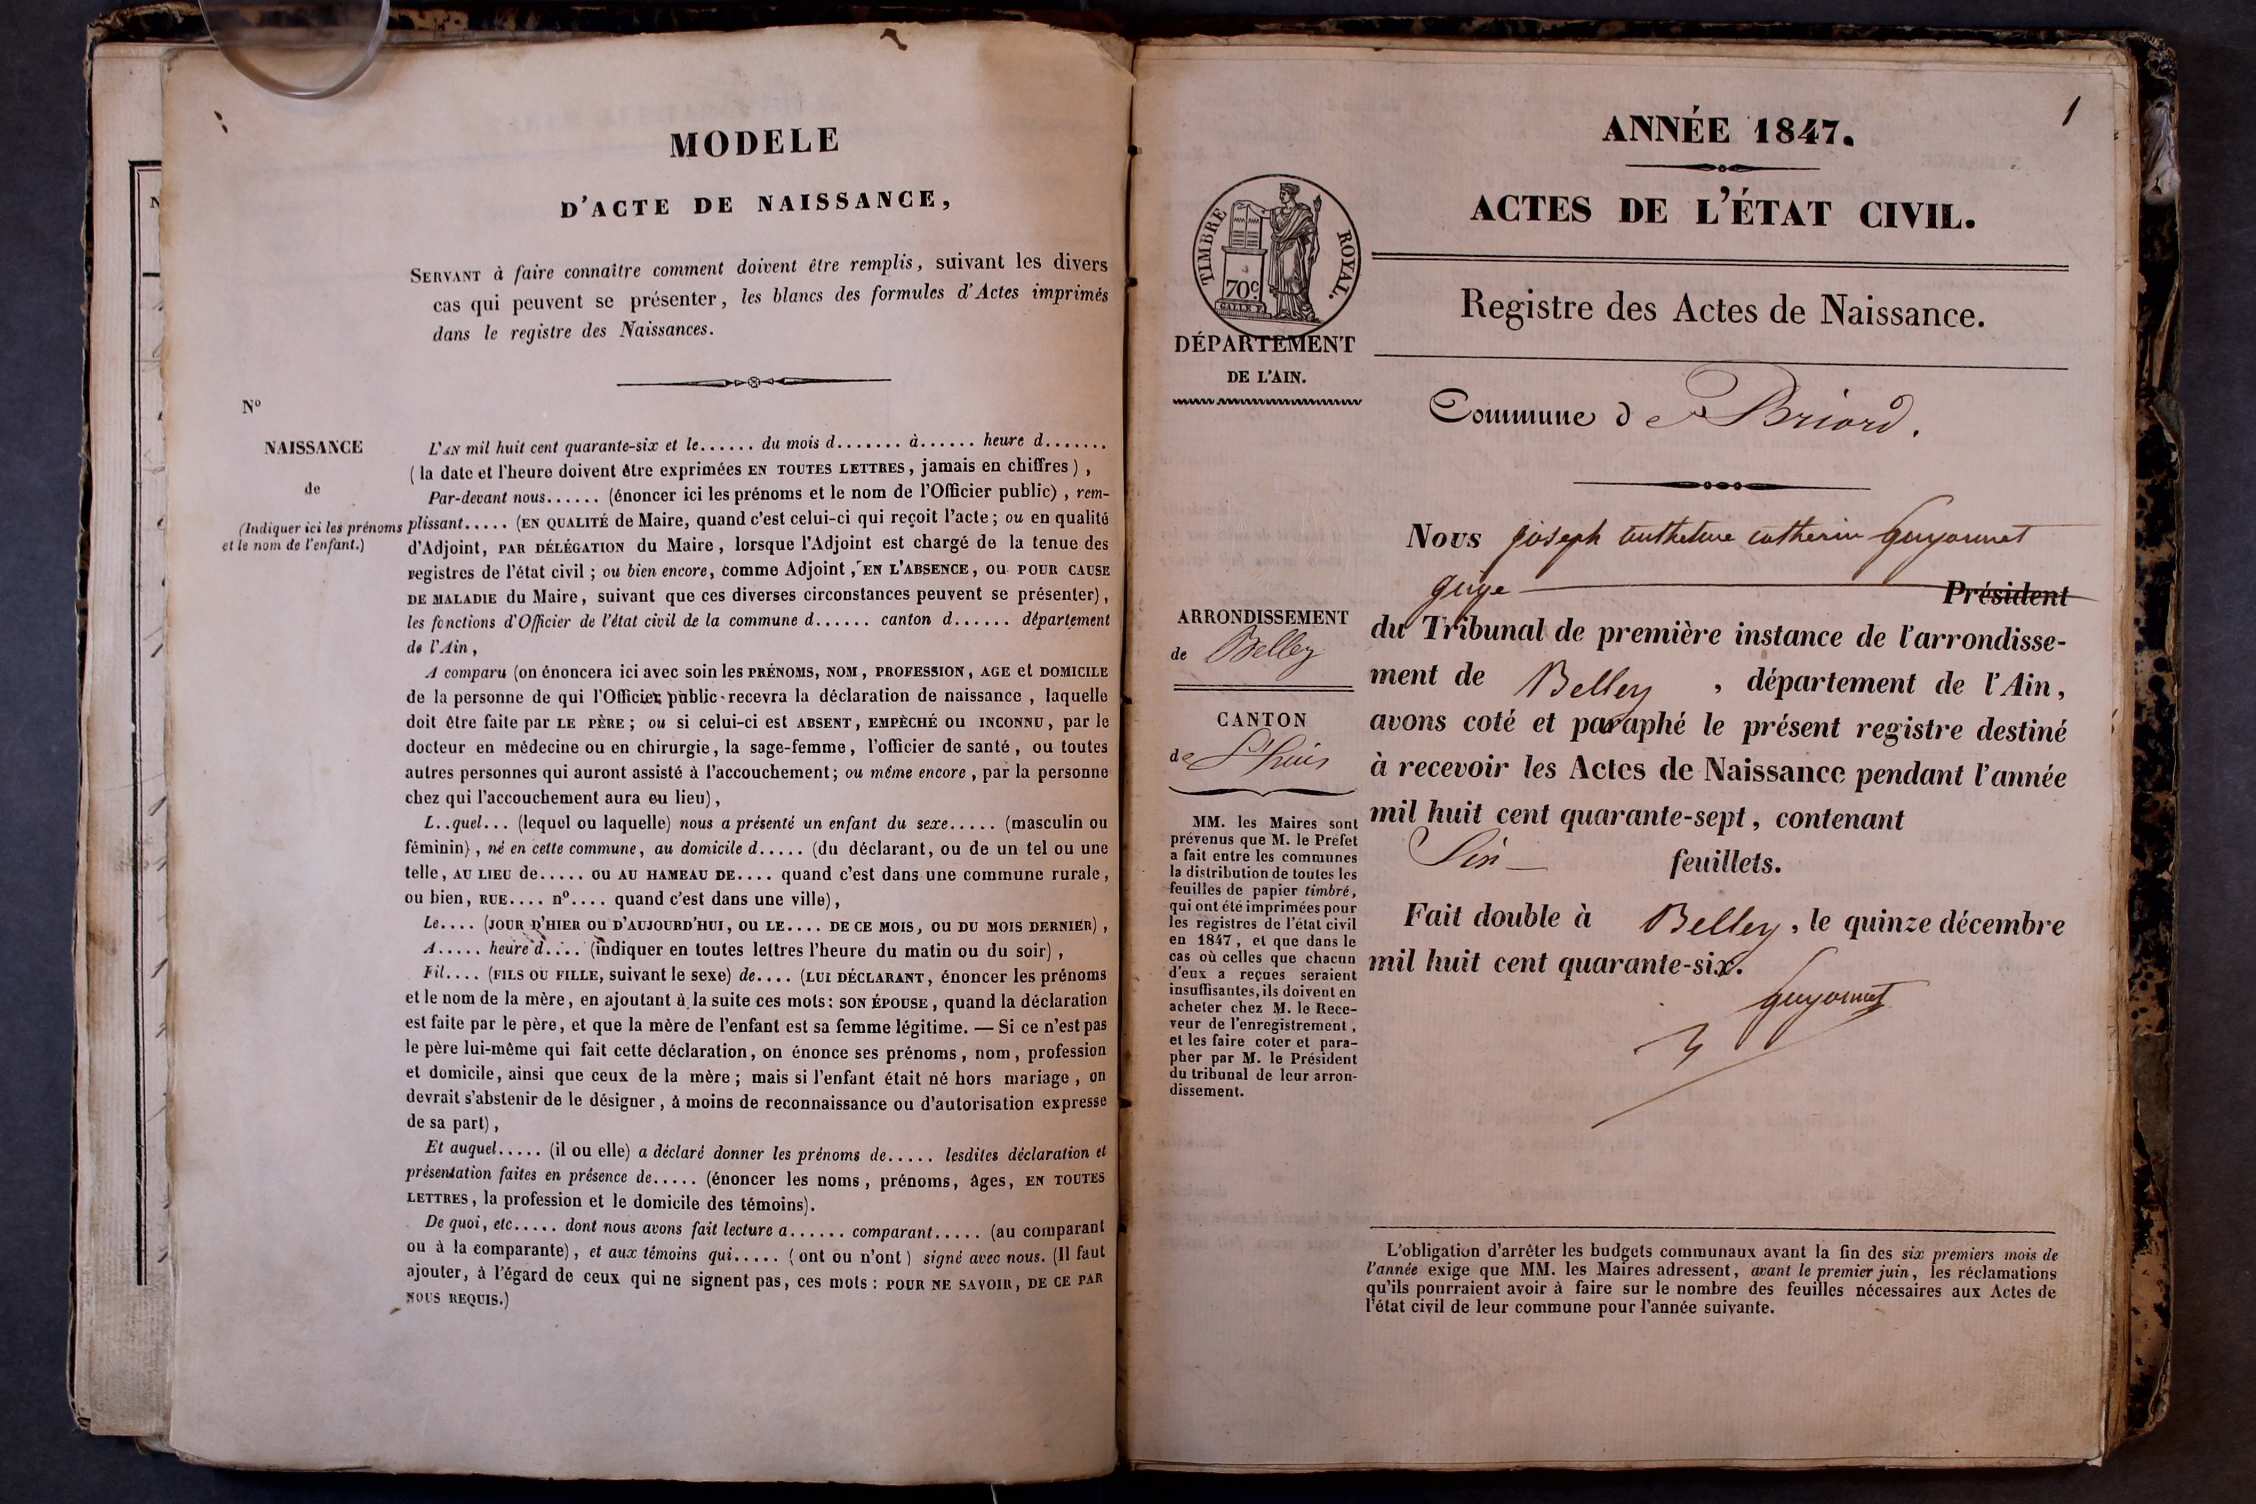 MODELE
D'ACTE DE NAISSANCE,
SERVANT à faire connaître comment doivent être remplis, suivant les divers
cas qui peuvent se présenter, les blancs des formules d'Actes imprimés
dans le registre des Naissances.
Nº
NAISSANCE
de
(Indiquer ici les prénoms
et le nom de l'enfant.)
L'AN mil huit cent quarante-six et le...... du mois d....... à...... heure d.......
(la date et l'heure doivent être exprimées EN TOUTES LETTRES, jamais en chiffres),
Par-devant nous...... (énoncer ici les prénoms et le nom de l'Officier public), rem-
plissant..... (EN QUALITÉ de Maire, quand c'est celui-ci qui reçoit l'acte; ou en qualité
d'Adjoint, PAR DÉLÉGATION du Maire, lorsque l'Adjoint est chargé de la tenue des
registres de l'état civil; ou bien encore, comme Adjoint, EN L'ABSENCE, OU POUR CAUSE
DE MALADIE du Maire, suivant que ces diverses circonstances peuvent se présenter),
les fonctions d'Officier de l'état civil de la commune d...... canton d...... département
de l'Ain,
A comparu (on énoncera ici avec soin les PRÉNOMS, NOM, PROFESSION, AGE et DOMICILE
de la personne de qui l'Officier public recevra la déclaration de naissance, laquelle
doit être faite par LE PÈRE; ou si celui-ci est ABSENT, EMPÈCHÉ ou INCONNU, par le
docteur en médecine ou en chirurgie, la sage-femme, l'officier de santé, ou toutes
autres personnes qui auront assisté à l'accouchement; ou même encore, par la personne
chez qui l'accouchement aura eu lieu),
L..quel... (lequel ou laquelle) nous a présenté un enfant du sexe..... (masculin ou
féminin), né en cette commune, au domicile d..... (du déclarant, ou de un tel ou une
telle, AU LIEU de..... OU AU HAMEAU DE.... quand c'est dans une commune rurale,
ou bien, RUE.... nº.... quand c'est dans une ville),
Le.... (JOUR D'HIER OU D'AUJOURD'HUI, OU LE.... DE CE MOIS, OU DU MOIS DERNIER),
A..... heure d.... (indiquer en toutes lettres l'heure du matin ou du soir),
Fil.... (FILS OU FILLE, suivant le sexe) de.... (LUI DÉCLARANT, énoncer les prénoms
et le nom de la mère, en ajoutant à la suite ces mots: SON ÉPOUSE, quand la déclaration
est faite par le père, et que la mère de l'enfant est sa femme légitime. — Si ce n'est pas
le père lui-même qui fait cette déclaration, on énonce ses prénoms, nom, profession
et domicile, ainsi que ceux de la mère; mais si l'enfant était né hors mariage, on
devrait s'abstenir de le désigner, à moins de reconnaissance ou d'autorisation expresse
de sa part),
Et auquel..... (il ou elle) a déclaré donner les prénoms de..... lesdites déclaration et
présentation faites en présence de..... (énoncer les noms, prénoms, âges, EN TOUTES
LETTRES, la profession et le domicile des témoins).
De quoi, etc..... dont nous avons fait lecture a...... comparant..... (au comparant
ou à la comparante), et aux témoins qui..... (ont ou n'ont) signé avec nous. (Il faut
ajouter, à l'égard de ceux qui ne signent pas, ces mots: POUR NE SAVOIR, DE CE PAR
NOUS REQUIS.)
1
ANNÉE 1847.
ACTES DE L'ÉTAT CIVIL.
Registre des Actes de Naissance.
TIMBRE ROYAL.
70c
DÉPARTEMENT
DE L'AIN.
Commune de Briord.
ARRONDISSEMENT
de Belley
CANTON
de
MM. les Maires sont
prévenus que M. le Préfet
a fait entre les communes
la distribution de toutes les
feuilles de papier timbré,
qui ont été imprimées pour
les registres de l'état civil
en 1847, et que dans le
cas où celles que chacun
d'eux a reçues seraient
insuffisantes, ils doivent en
acheter chez M. le Rece-
veur de l'enregistrement,
et les faire coter et para-
pher par M. le Président
du tribunal de leur arron-
dissement.
Nous joseph anthelme catherin guyonnet
juge Président
du Tribunal de première instance de l'arrondisse-
ment de Belley, département de l'Ain,
avons coté et paraphé le présent registre destiné
à recevoir les Actes de Naissance pendant l'année
mil huit cent quarante-sept, contenant
Six feuillets.
Fait double à Belley, le quinze décembre
mil huit cent quarante-six.
guyonnet
L'obligation d'arrêter les budgets communaux avant la fin des six premiers mois de
l'année exige que MM. les Maires adressent, avant le premier juin, les réclamations
qu'ils pourraient avoir à faire sur le nombre des feuilles nécessaires aux Actes de
l'état civil de leur commune pour l'année suivante.